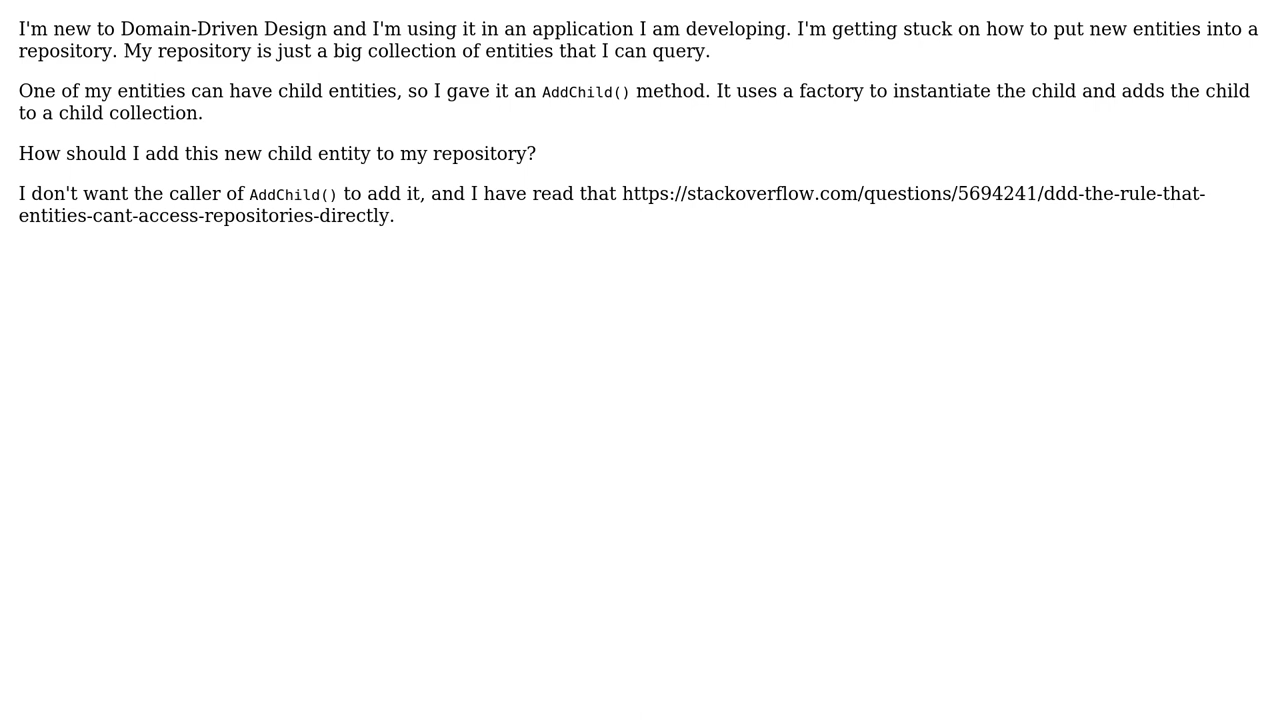 I'm new to Domain-Driven Design and I'm using it in an application I am developing. I'm getting stuck on how to put new entities into a
repository. My repository is just a big collection of entities that I can query.
One of my entities can have child entities, so I gave it an AddChild() method. It uses a factory to instantiate the child and adds the child
to a child collection.
How should I add this new child entity to my repository?
I don't want the caller of AddChild() to add it, and I have read that https://stackoverflow.com/questions/5694241/ddd-the-rule-that-
entities-cant-access-repositories-directly.